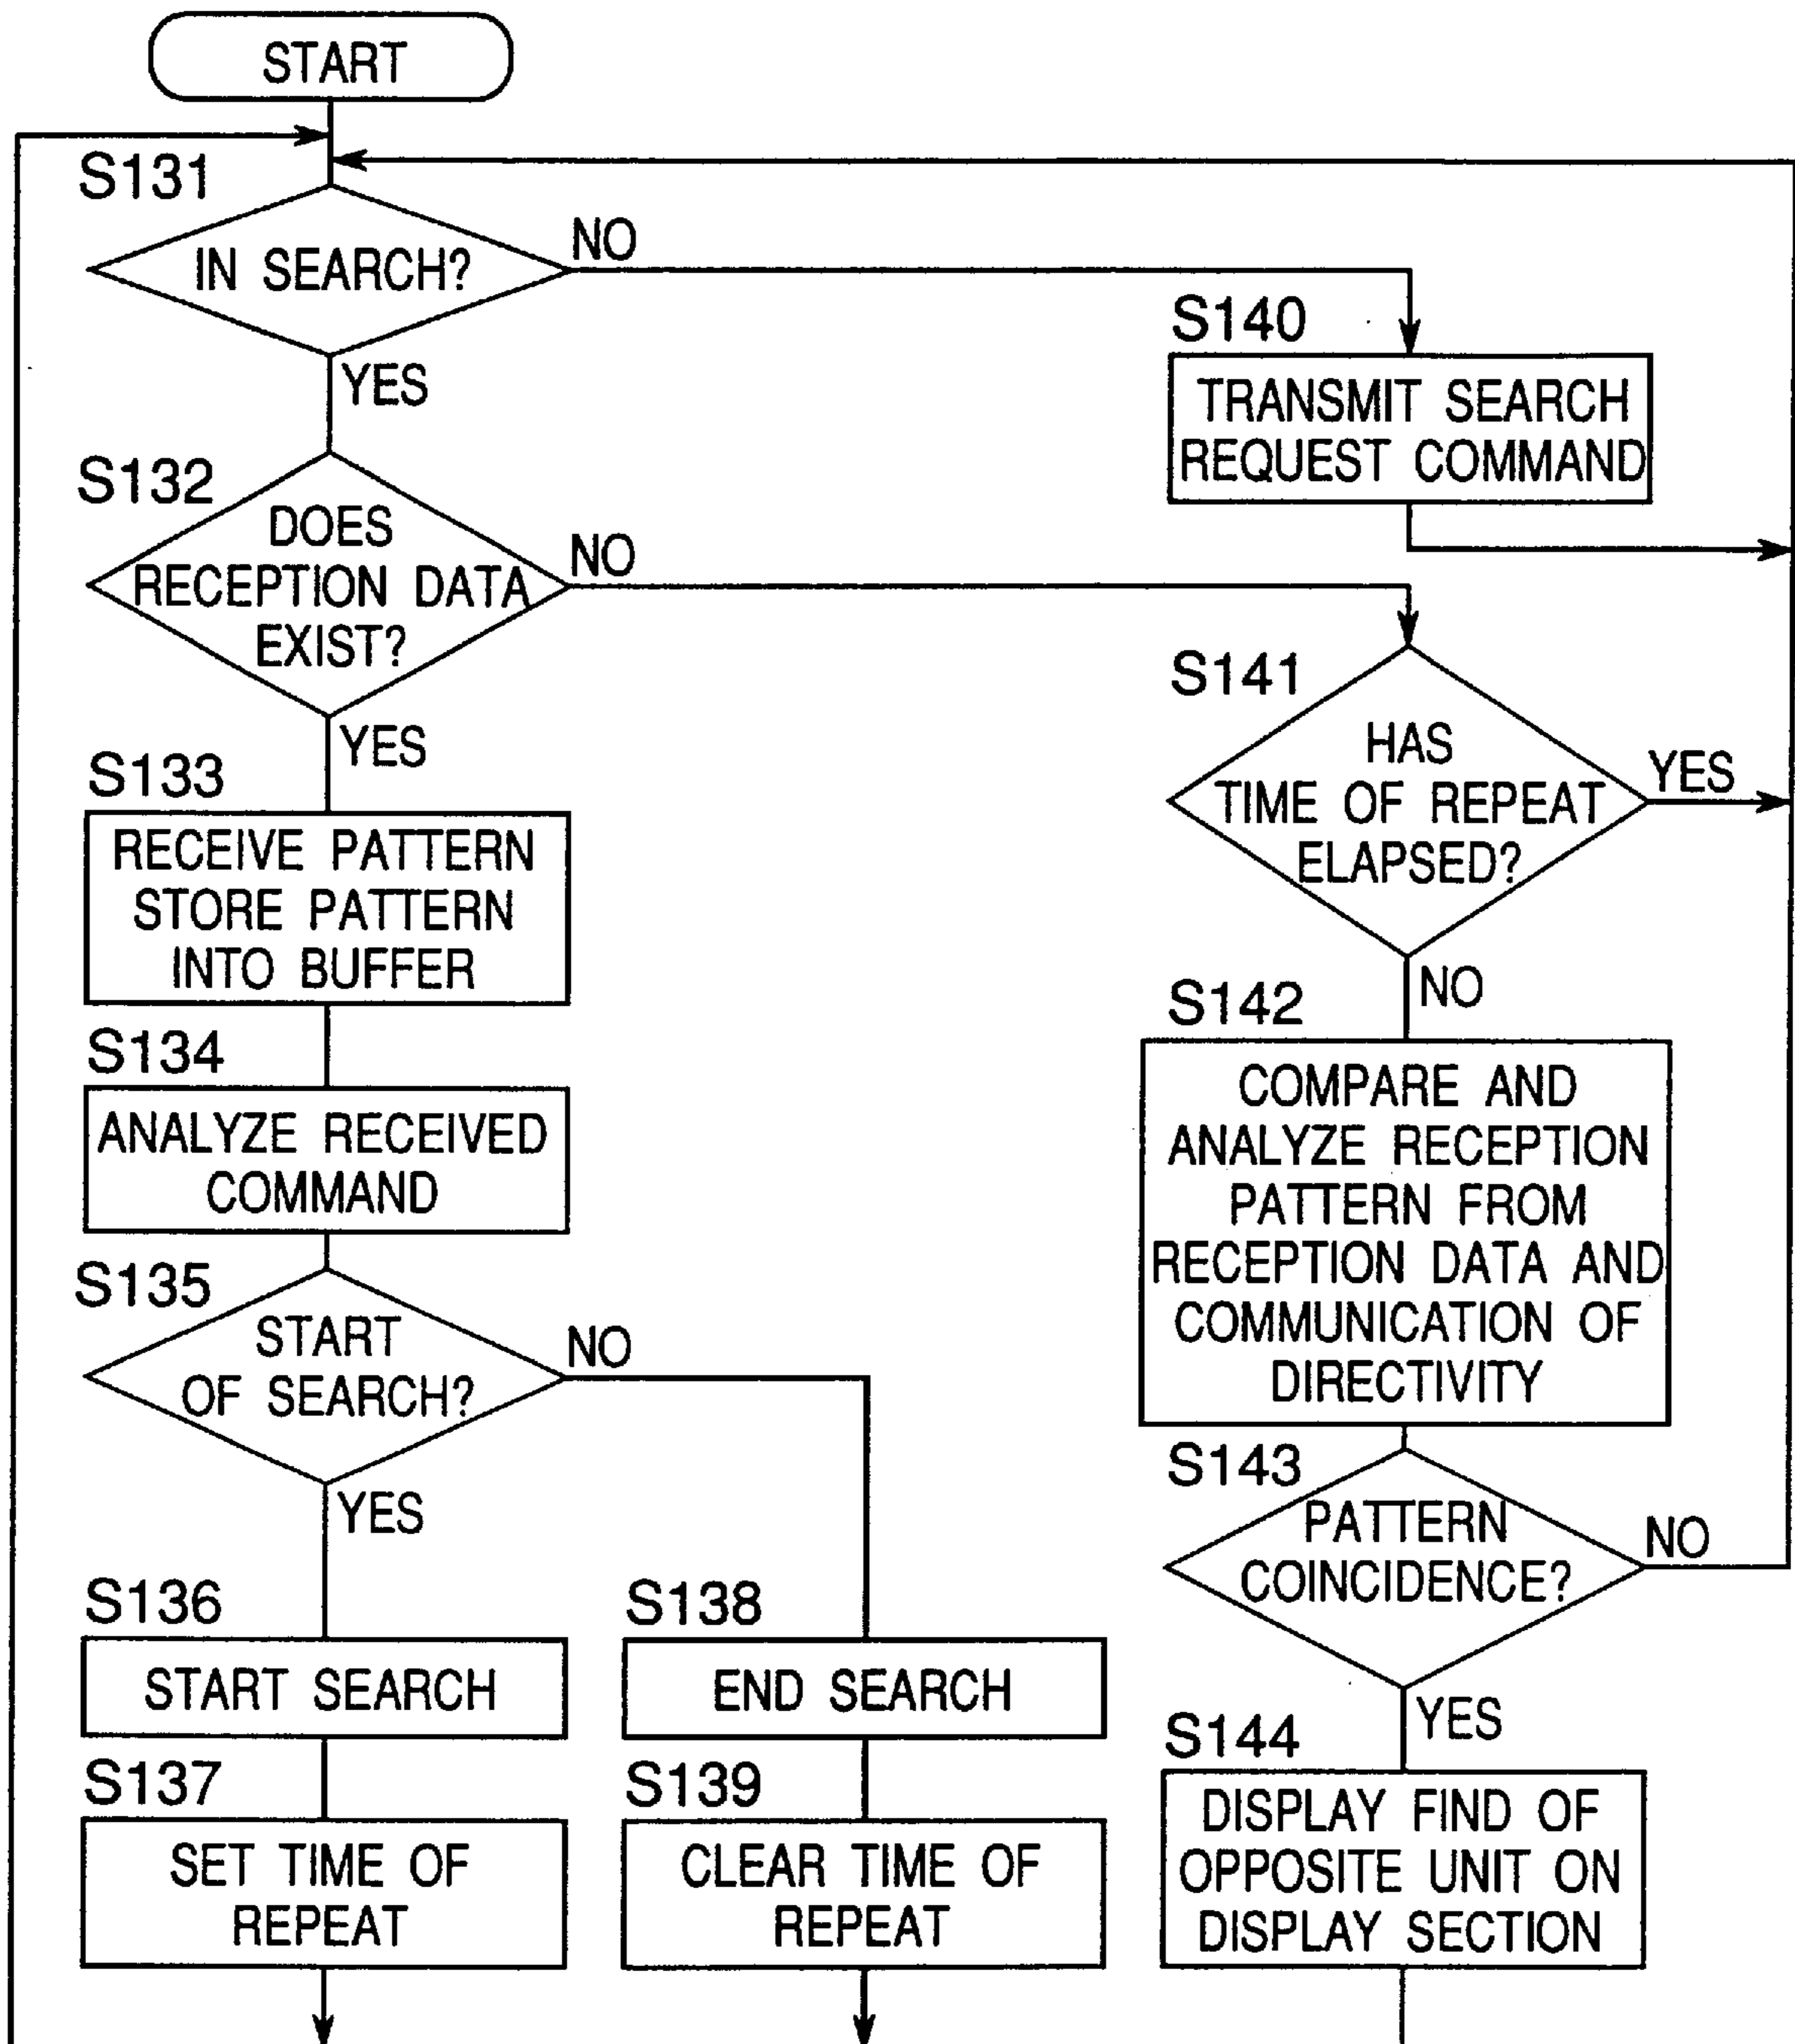 START
S131
IN SEARCH?
NO
YES
S140
TRANSMIT SEARCH
REQUEST COMMAND
S132
DOES
RECEPTION DATA
EXIST?
NO
YES
S141
HAS
TIME OF REPEAT
ELAPSED?
YES
NO
S133
RECEIVE PATTERN
STORE PATTERN
INTO BUFFER
S134
ANALYZE RECEIVED
COMMAND
S142
COMPARE AND
ANALYZE RECEPTION
PATTERN FROM
RECEPTION DATA AND
COMMUNICATION OF
DIRECTIVITY
S135
START
OF SEARCH?
NO
YES
S143
PATTERN
COINCIDENCE?
NO
YES
S136
START SEARCH
S138
END SEARCH
S137
SET TIME OF
REPEAT
S139
CLEAR TIME OF
REPEAT
S144
DISPLAY FIND OF
OPPOSITE UNIT ON
DISPLAY SECTION